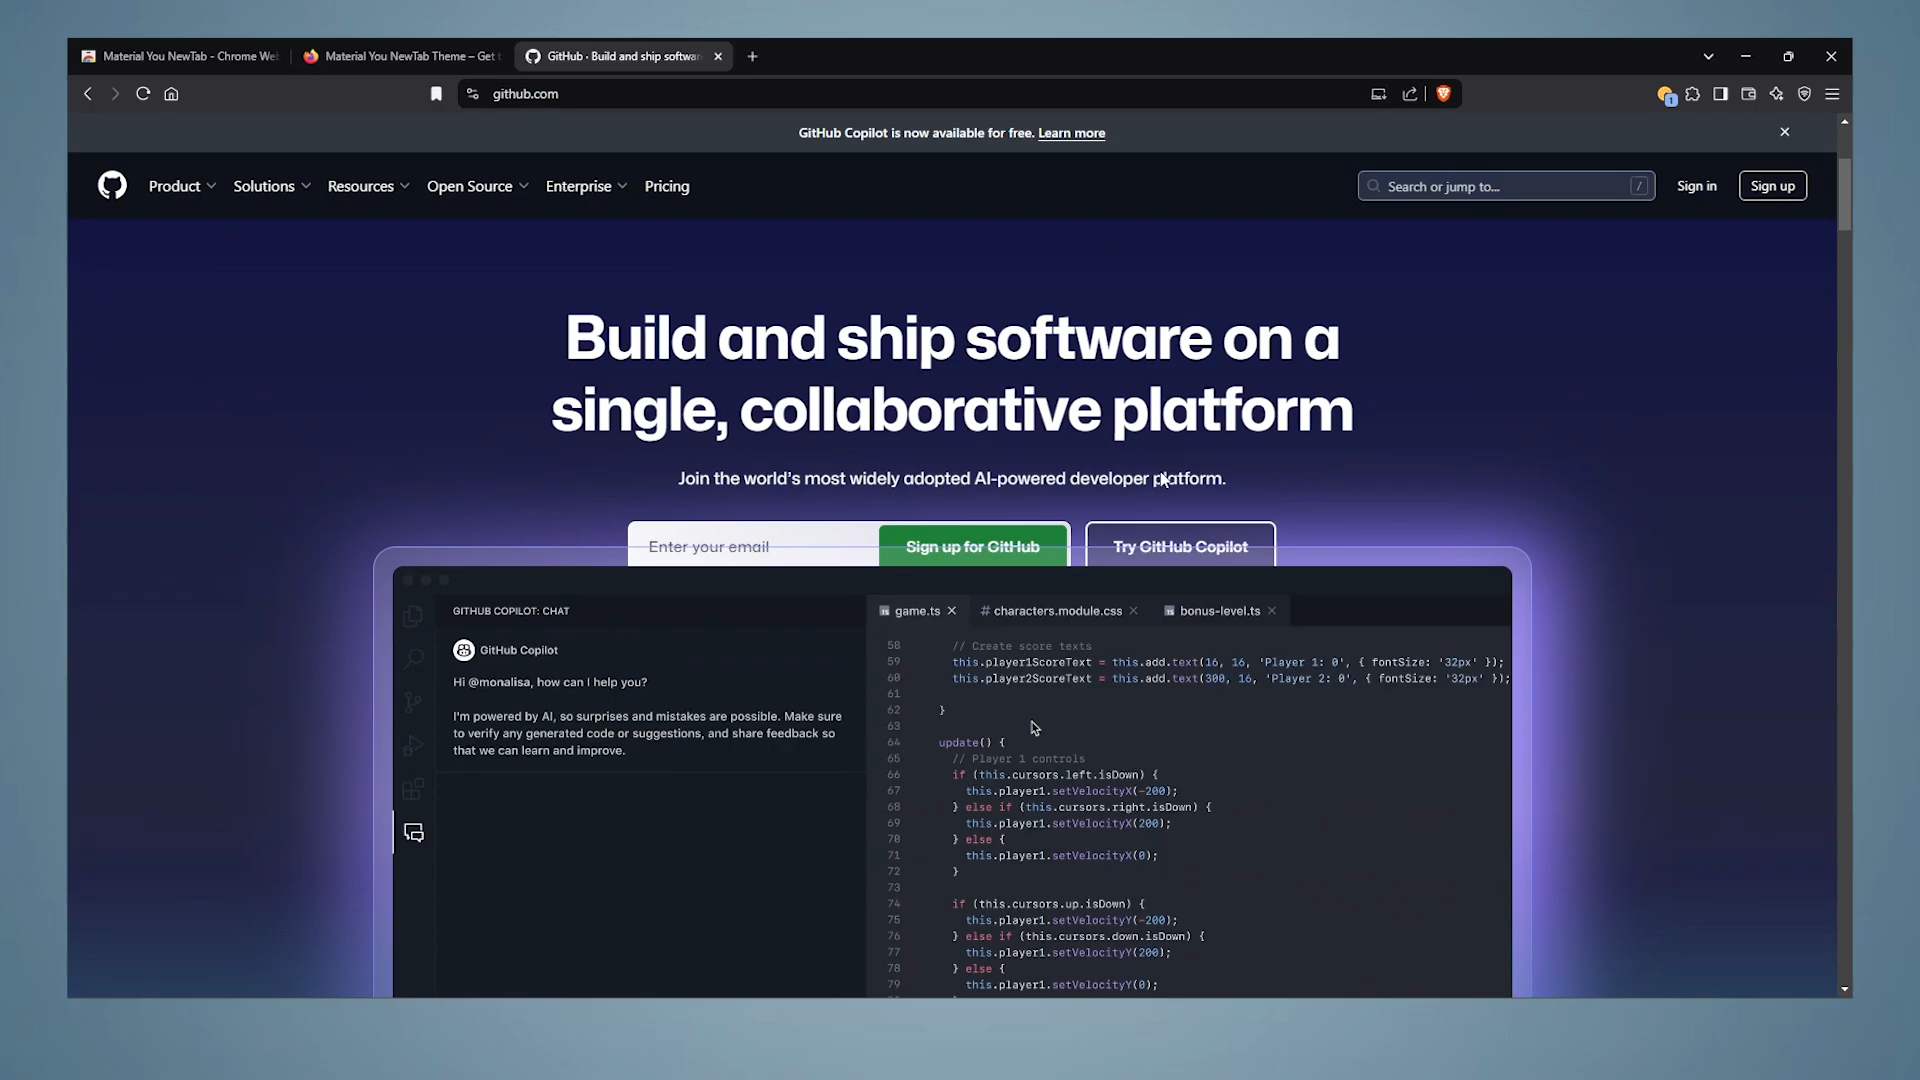 Material You NewTab - Chrome We
Material You NewTab Theme – Get
GitHub · Build and ship softwar
github.com
1
GitHub Copilot is now available for free. Learn more
Product
Solutions
Resources
Open Source
Enterprise
Pricing
Search or jump to...
/
Sign in
Sign up
Build and ship software on a
single, collaborative platform
Join the world's most widely adopted AI-powered developer platform.
Enter your email
Sign up for GitHub
Try GitHub Copilot
GITHUB COPILOT: CHAT
GitHub Copilot
Hi @monalisa, how can I help you?
I'm powered by AI, so surprises and mistakes are possible. Make sure
to verify any generated code or suggestions, and share feedback so
that we can learn and improve.
TS game.ts
# characters.module.css
TS bonus-level.ts
58 // Create score texts
59 this.player1ScoreText = this.add.text(16, 16, 'Player 1: 0', { fontSize: '32px' });
60 this.player2ScoreText = this.add.text(300, 16, 'Player 2: 0', { fontSize: '32px' });
61
62 }
63
64 update() {
65 // Player 1 controls
66 if (this.cursors.left.isDown) {
67 this.player1.setVelocityX(-200);
68 } else if (this.cursors.right.isDown) {
69 this.player1.setVelocityX(200);
70 } else {
71 this.player1.setVelocityX(0);
72 }
73
74 if (this.cursors.up.isDown) {
75 this.player1.setVelocityY(-200);
76 } else if (this.cursors.down.isDown) {
77 this.player1.setVelocityY(200);
78 } else {
79 this.player1.setVelocityY(0);